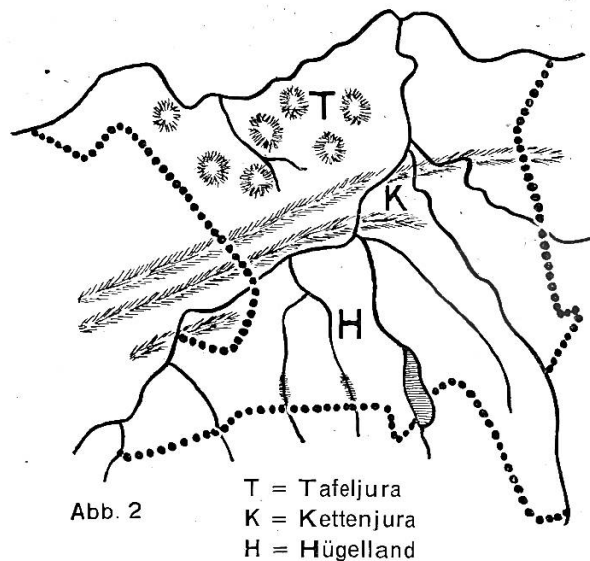 T
K
H
Abb. 2
T = Tafeljura
K = Kettenjura
H = Hügelland